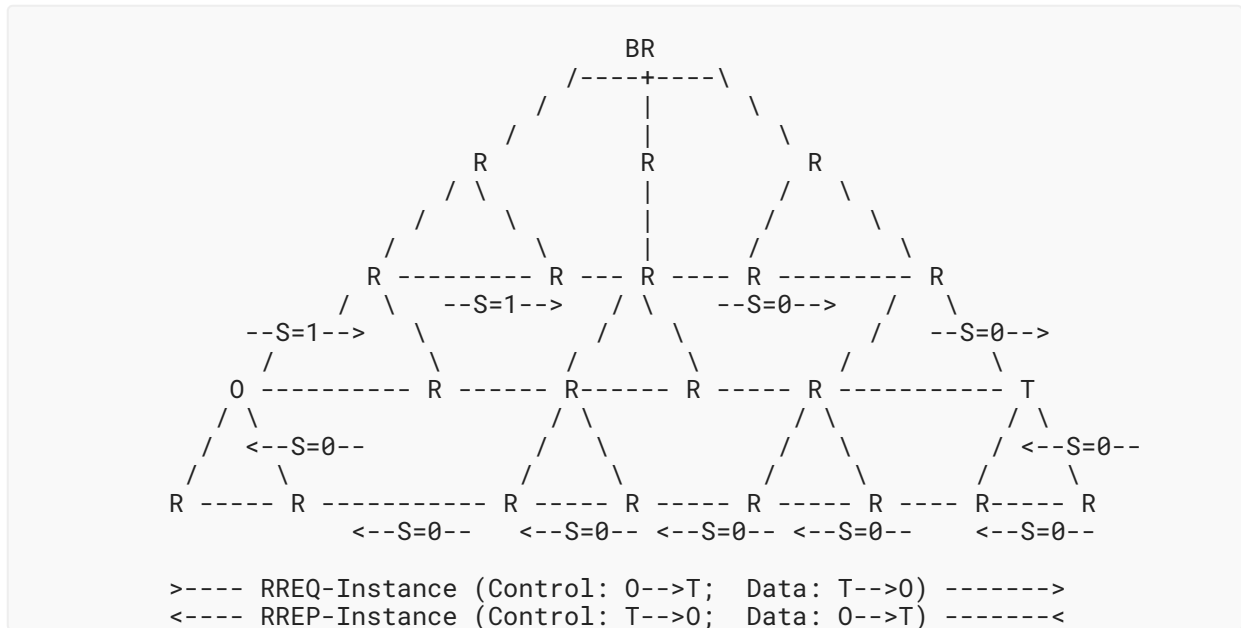 BR
                                  /----+----\
                                /      |      \
                              /        |        \
                            R          R          R
                          / \          |        /   \
                        /     \        |       /      \
                      /         \      |      /         \
                     R --------- R --- R ---- R --------- R
                   /  \   --S=1-->   / \    --S=0-->   /   \
            --S=1-->   \           /    \            /   --S=0-->
              /          \        /       \         /         \
            O ---------- R ------ R------ R ----- R ----------- T
           / \                   / \             / \           / \
          /   <--S=0--          /   \           /   \         / <--S=0--
         /     \               /     \         /     \       /     \
        R ----- R ----------- R ----- R ----- R ----- R ---- R----- R
                    <--S=0--   <--S=0-- <--S=0-- <--S=0--    <--S=0--
        >---- RREQ-Instance (Control: O-->T;  Data: T-->O) ------->
        <---- RREP-Instance (Control: T-->O;  Data: O-->T) -------<